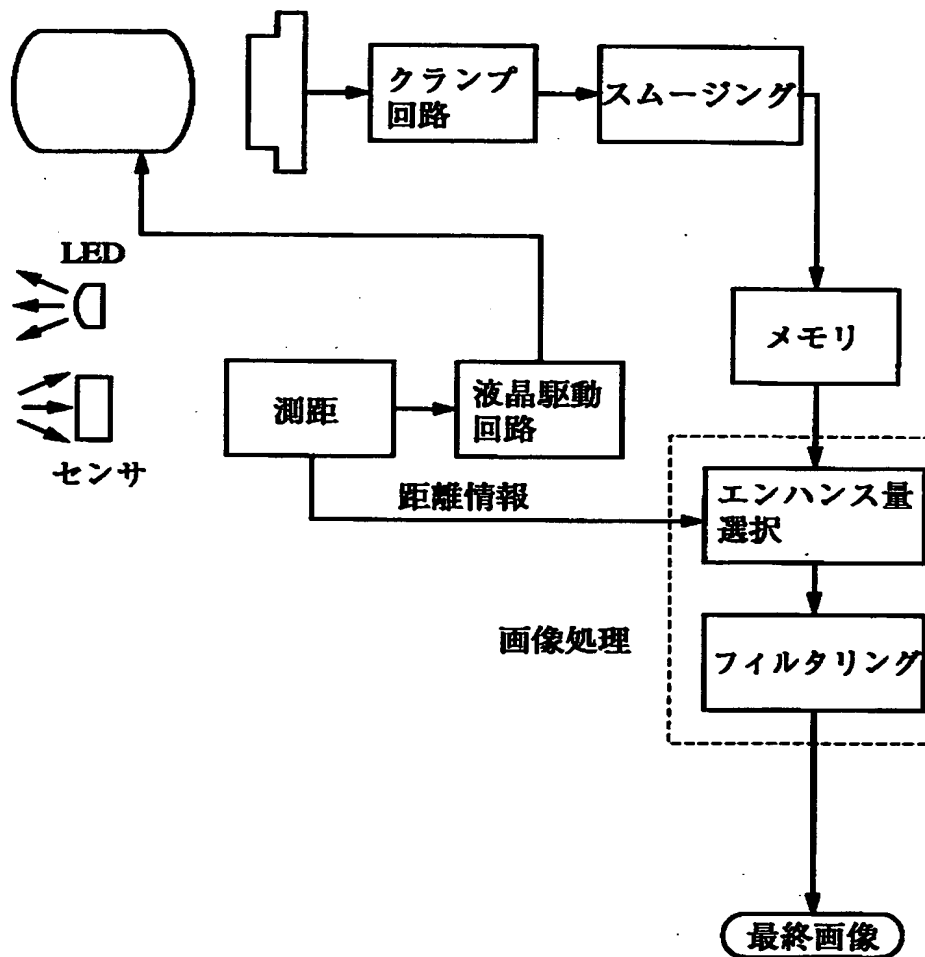 クランプ
回路
スムージング
LED
メモリ
測距
液晶駆動
回路
センサ
距離情報
エンハンス量
選択
画像処理
フィルタリング
最終画像